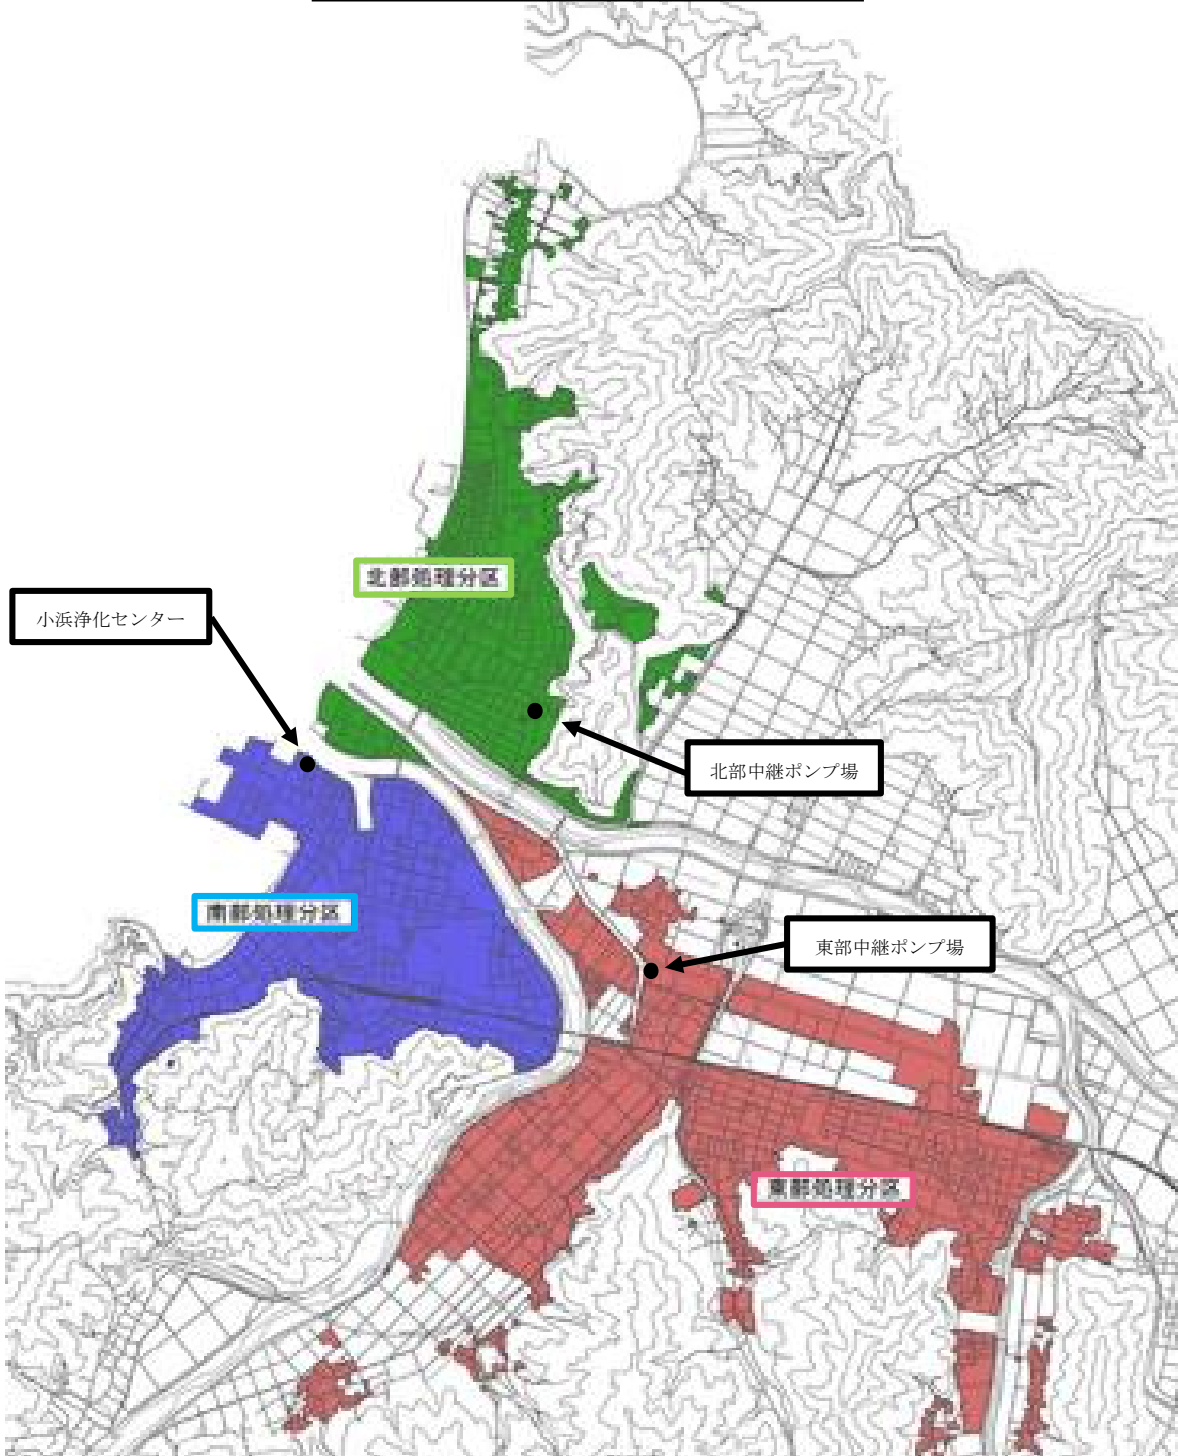 北部処理分区
小浜浄化センター
北部中継ポンプ場
南部処理分区
東部中継ポンプ場
東部処理分区